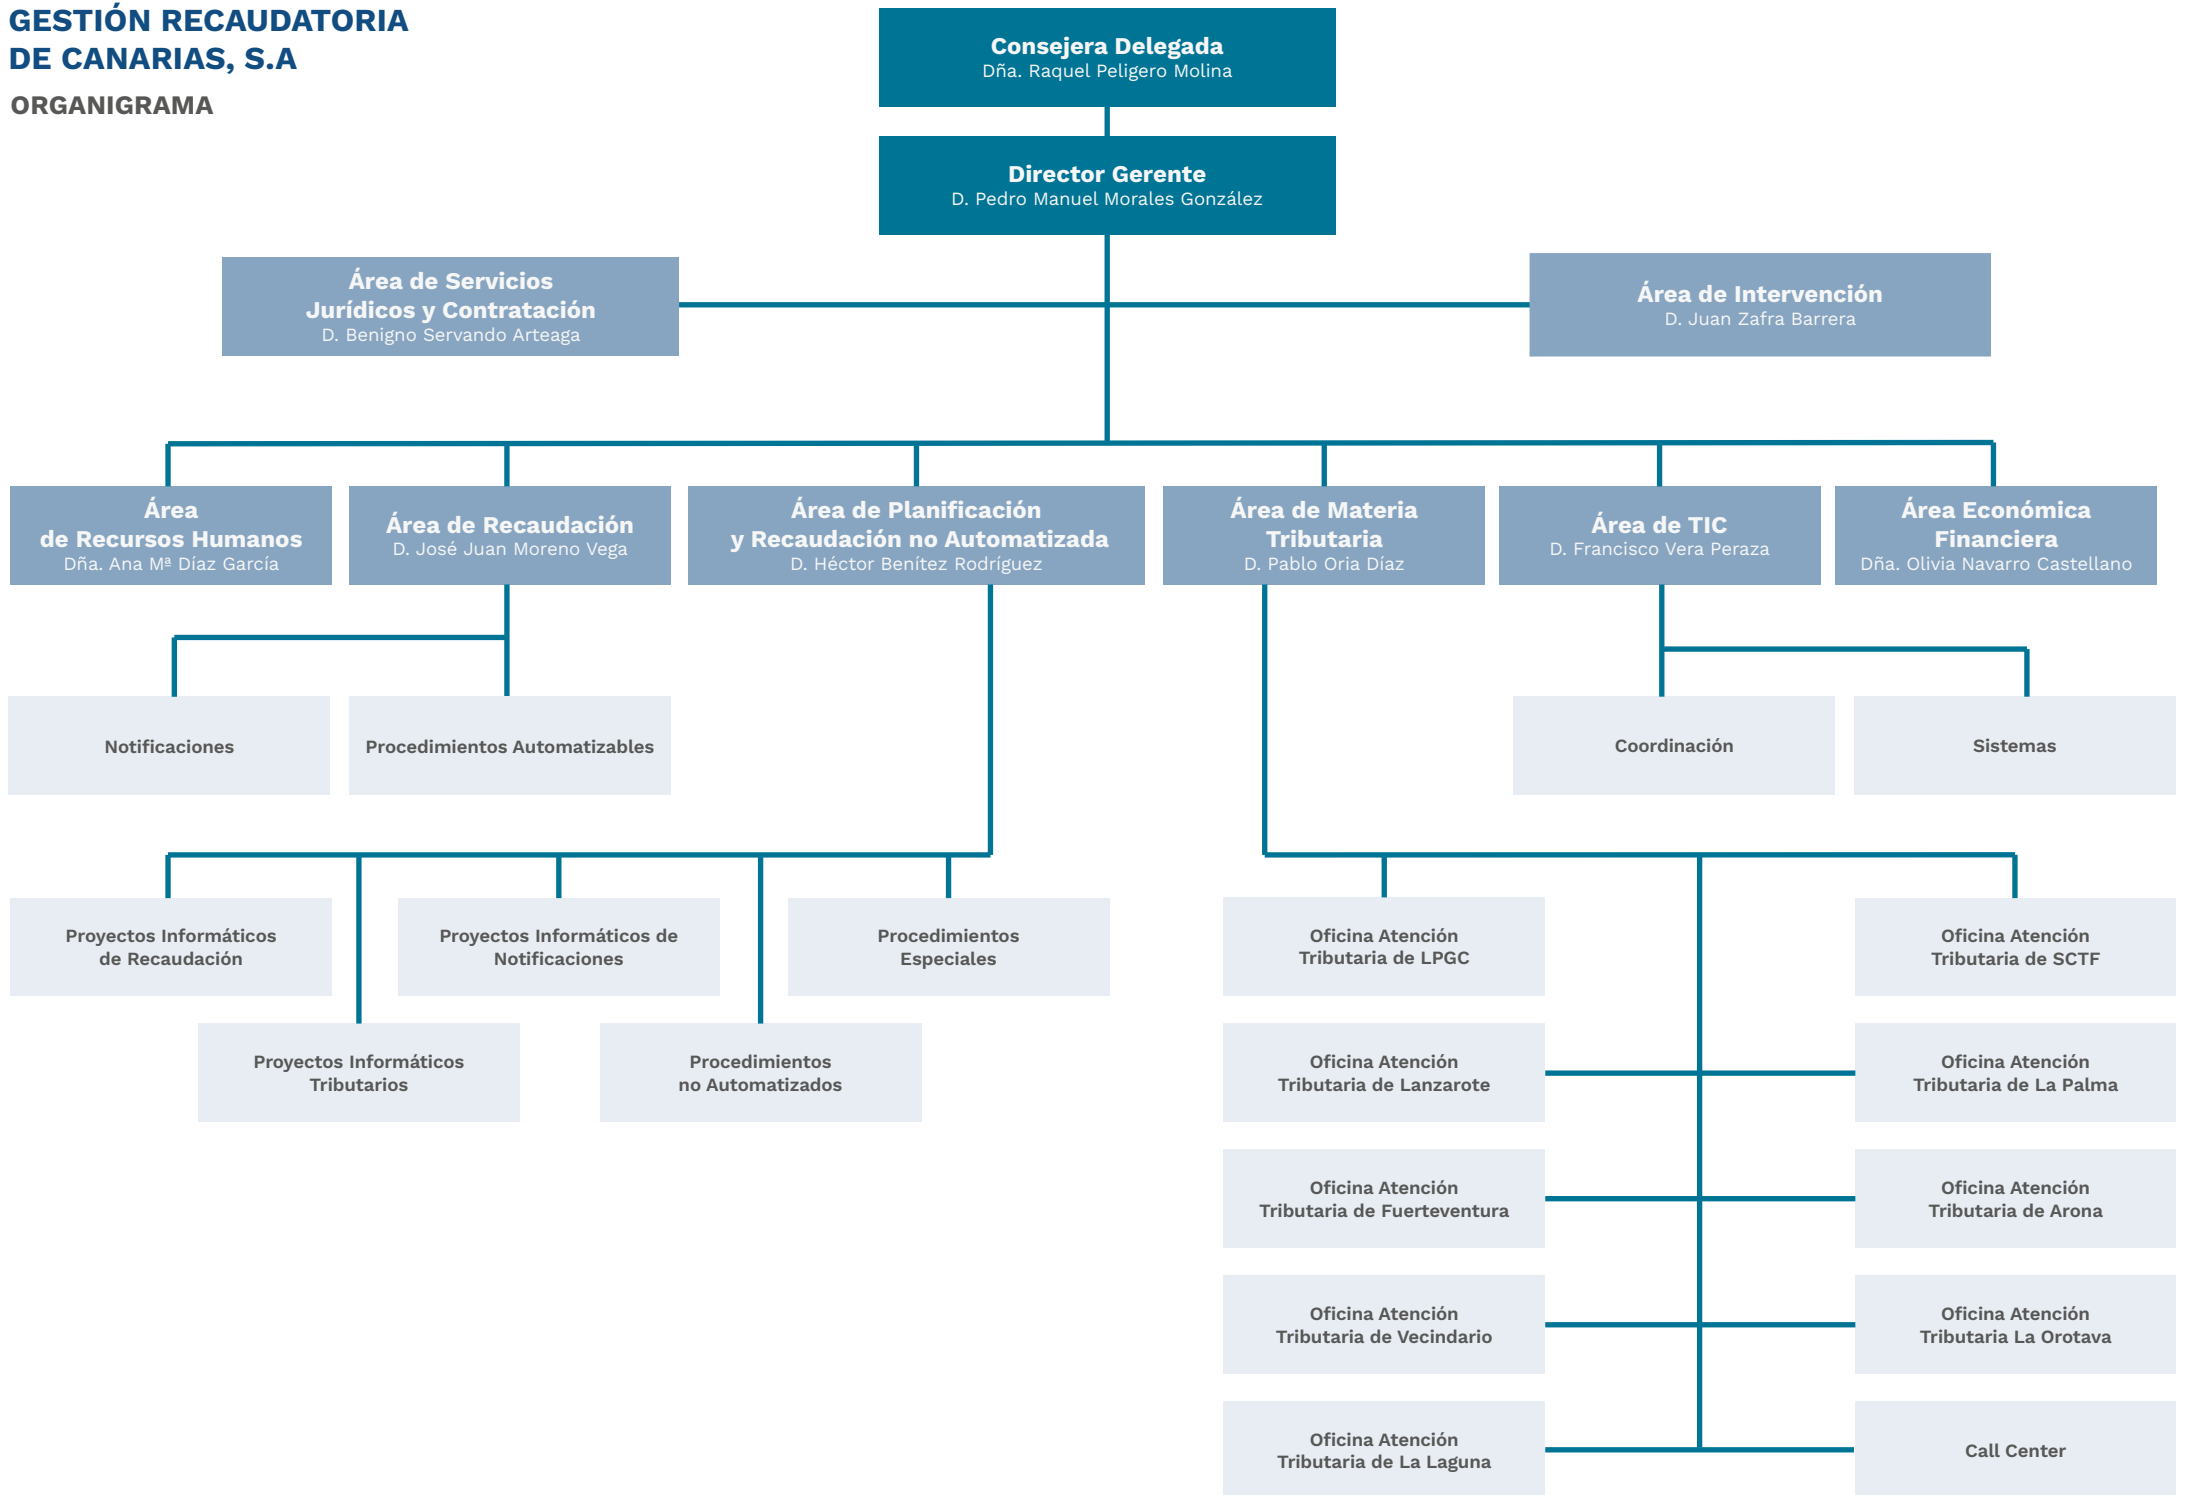 GESTIÓN RECAUDATORIA
DE CANARIAS, S.A
ORGANIGRAMA
Consejera Delegada
Dña. Raquel Peligero Molina
Director Gerente
D. Pedro Manuel Morales González
Área de Servicios
Jurídicos y Contratación
D. Benigno Servando Arteaga
Área de Intervención
D. Juan Zafra Barrera
Área
de Recursos Humanos
Dña. Ana Mª Díaz García
Área de Recaudación
D. José Juan Moreno Vega
Área de Planificación
y Recaudación no Automatizada
D. Héctor Benítez Rodríguez
Área de Materia
Tributaria
D. Pablo Oria Díaz
Área de TIC
D. Francisco Vera Peraza
Área Económica
Financiera
Dña. Olivia Navarro Castellano
Notificaciones
Procedimientos Automatizables
Coordinación
Sistemas
Proyectos Informáticos
de Recaudación
Proyectos Informáticos de
Notificaciones
Procedimientos
Especiales
Proyectos Informáticos
Tributarios
Procedimientos
no Automatizados
Oficina Atención
Tributaria de LPGC
Oficina Atención
Tributaria de SCTF
Oficina Atención
Tributaria de Lanzarote
Oficina Atención
Tributaria de La Palma
Oficina Atención
Tributaria de Fuerteventura
Oficina Atención
Tributaria de Arona
Oficina Atención
Tributaria de Vecindario
Oficina Atención
Tributaria La Orotava
Oficina Atención
Tributaria de La Laguna
Call Center